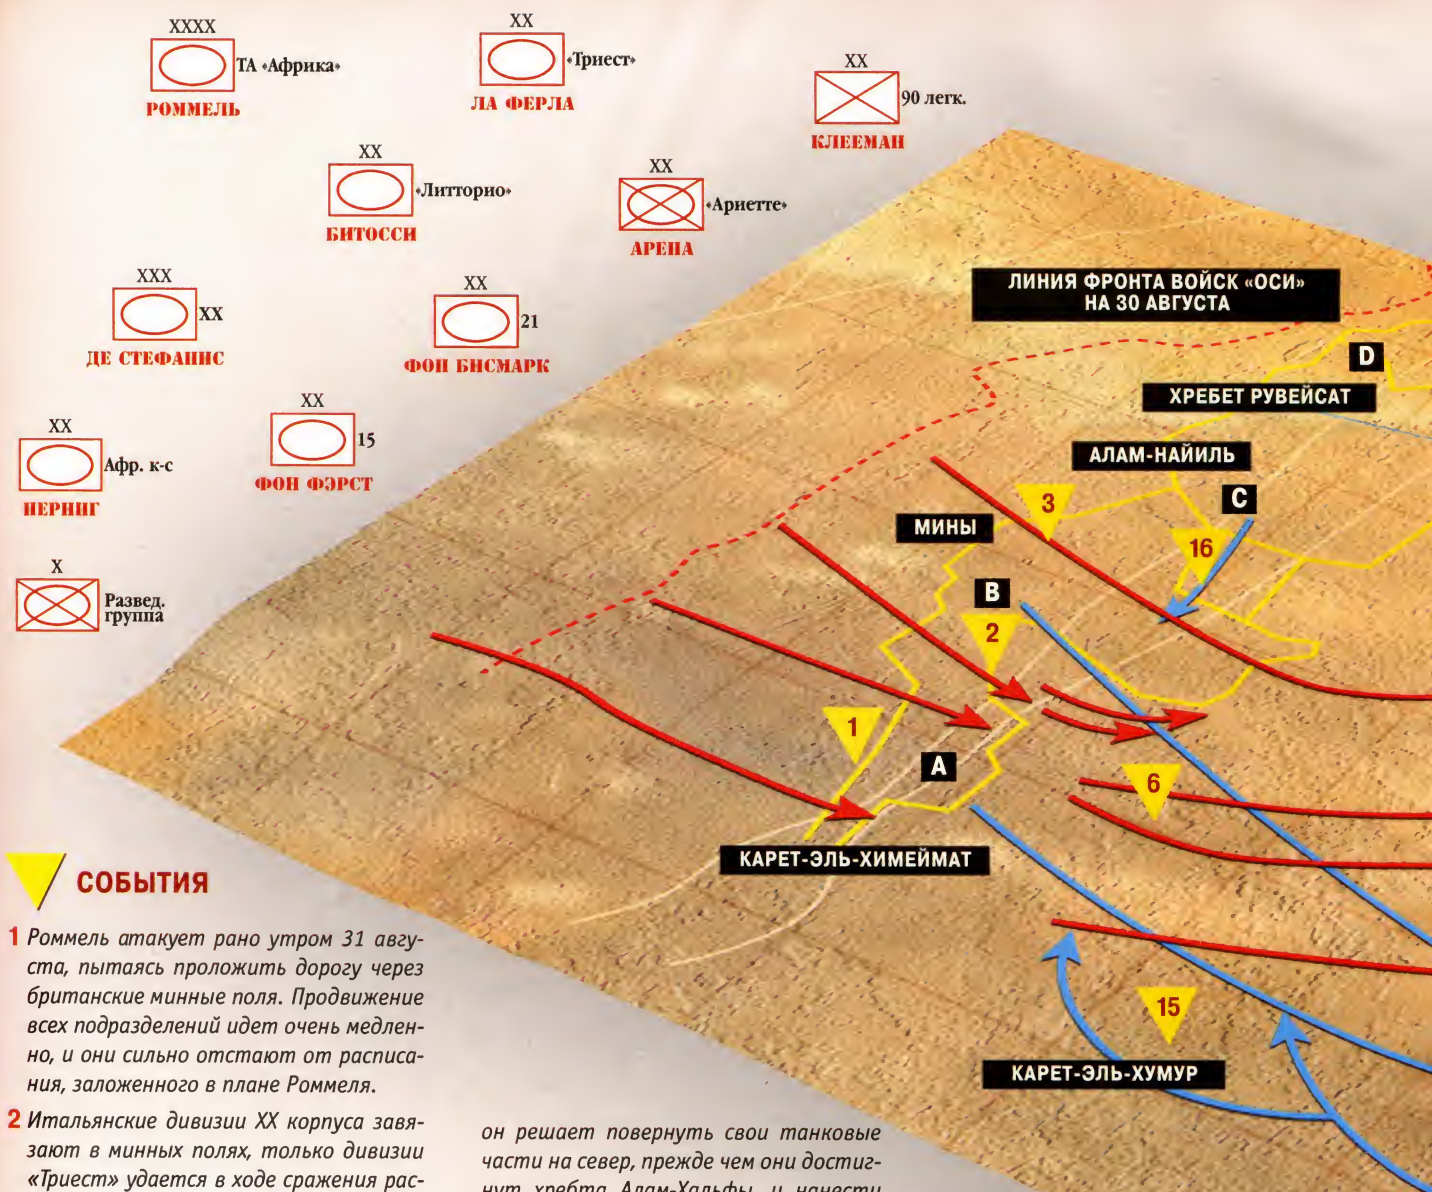 XXXX
ТА «Африка»
РОММЕЛЬ
XX
«Триест»
ЛА ФЕРЛА
XX
90 легк.
КЛЕЕМАН
XX
«Литторио»
БИТОССИ
XX
«Ариетте»
АРЕНА
XXX
XX
ДЕ СТЕФАНИС
XX
21
ФОН БИСМАРК
XX
15
ФОН ФЭРСТ
XX
Афр. к-с
НЕРИНГ
X
Развед.
группа
ЛИНИЯ ФРОНТА ВОЙСК «ОСИ»
НА 30 АВГУСТА
D
ХРЕБЕТ РУВЕЙСАТ
АЛАМ-НАЙИЛЬ
C
3
МИНЫ
16
B
2
1
A
6
КАРЕТ-ЭЛЬ-ХИМЕЙМАТ
15
КАРЕТ-ЭЛЬ-ХУМУР
СОБЫТИЯ
1 Роммель атакует рано утром 31 авгу-
ста, пытаясь проложить дорогу через
британские минные поля. Продвижение
всех подразделений идет очень медлен-
но, и они сильно отстают от расписа-
ния, заложенного в плане Роммеля.
2 Итальянские дивизии XX корпуса завя-
зают в минных полях, только дивизии
«Триест» удается в ходе сражения рас-
он решает повернуть свои танковые
части на север, прежде чем они достиг-
нут хребта Алам-Хальфы, и нанести